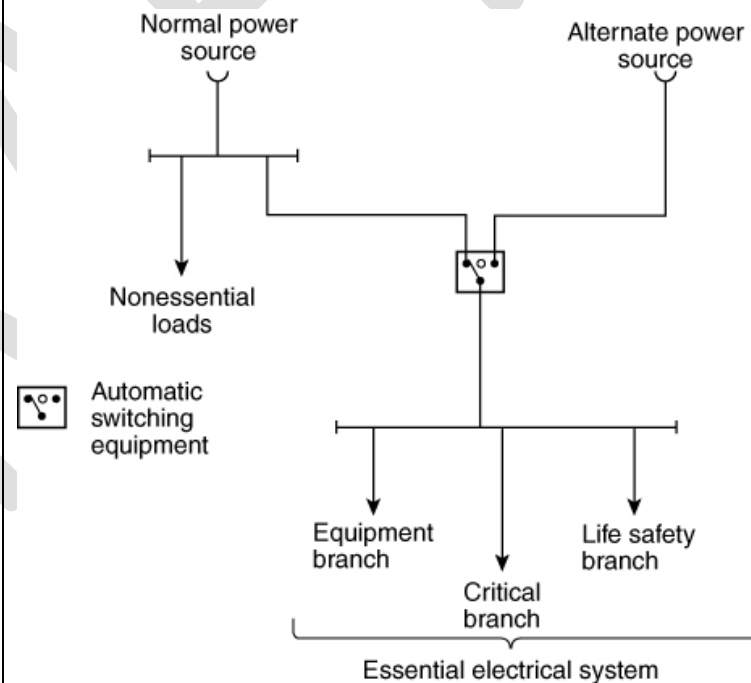 Normal power
source
Alternate power
source
Nonessential
loads
Automatic
switching
equipment
Equipment
branch
Critical
branch
Life safety
branch
Essential electrical system